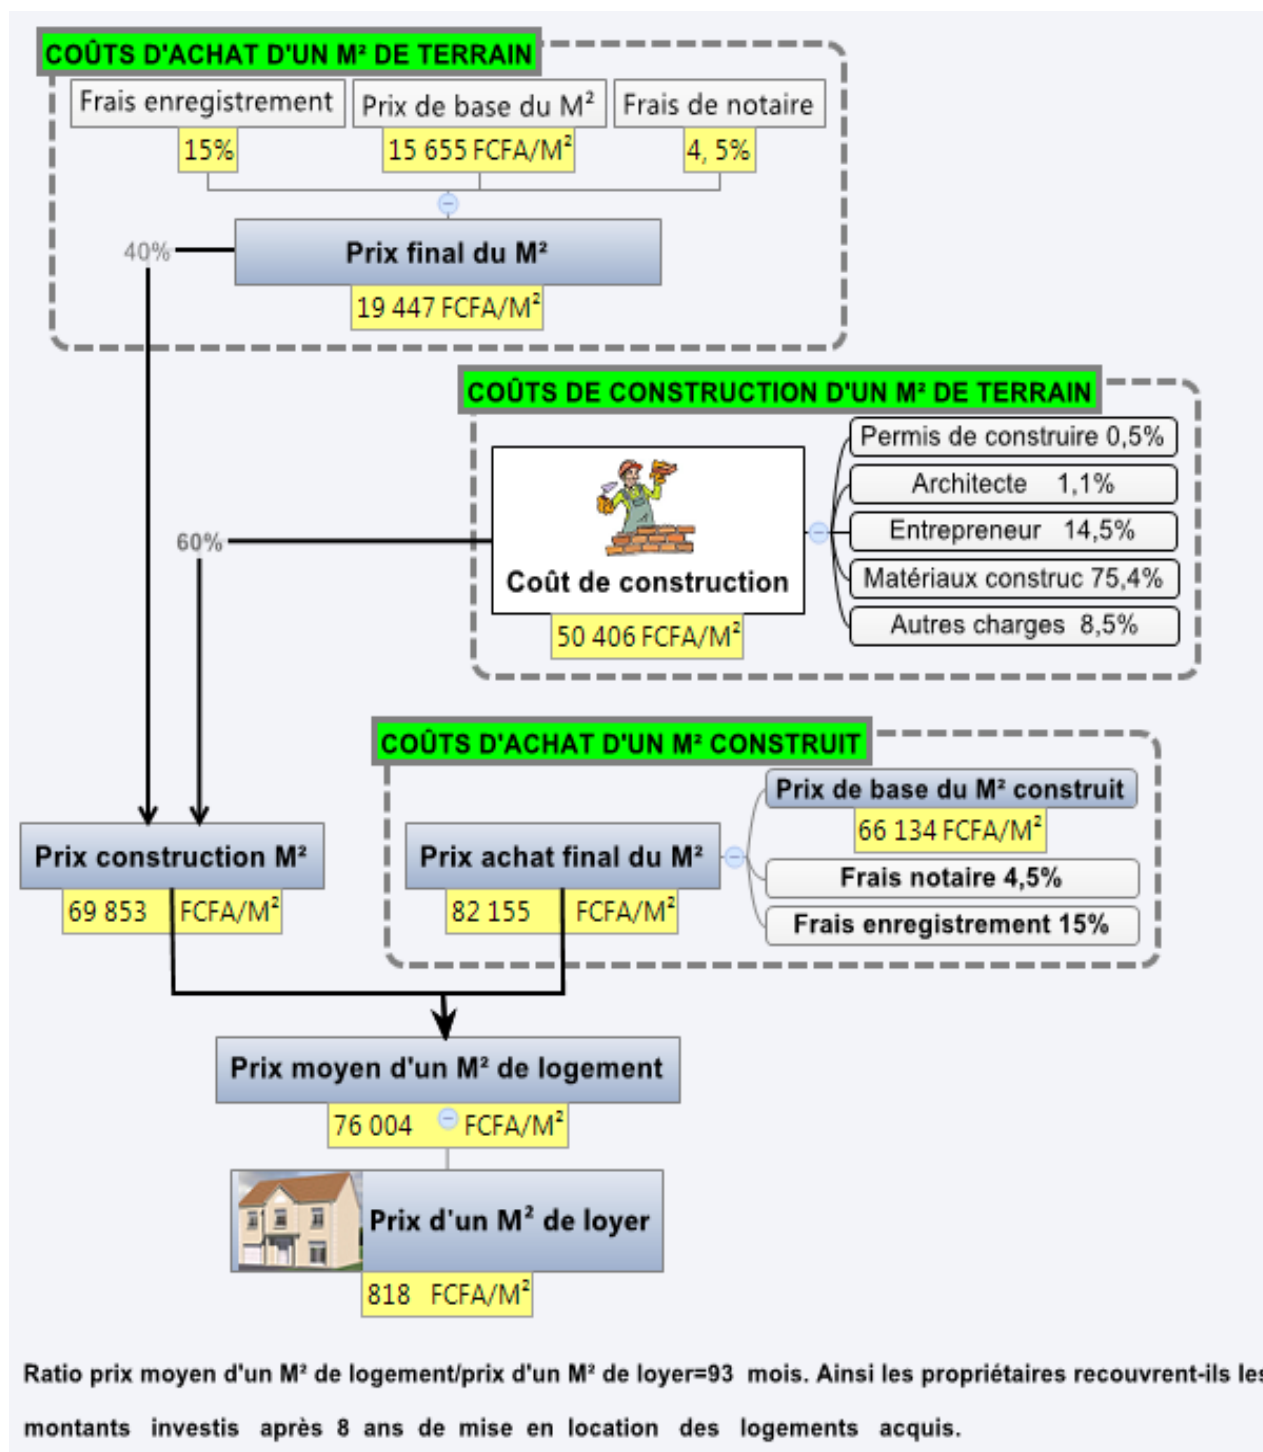 COÛTS D'ACHAT D'UN M² DE TERRAIN
Frais enregistrement
Prix de base du M²
Frais de notaire
15%
15 655 FCFA/M²
4, 5%
40%
Prix final du M²
19 447 FCFA/M²
COÛTS DE CONSTRUCTION D'UN M² DE TERRAIN
Permis de construire 0,5%
Architecte 1,1%
Entrepreneur 14,5%
Matériaux construc 75,4%
Autres charges 8,5%
60%
Coût de construction
50 406 FCFA/M²
COÛTS D'ACHAT D'UN M² CONSTRUIT
Prix de base du M² construit
66 134 FCFA/M²
Prix construction M²
Prix achat final du M²
Frais notaire 4,5%
69 853 FCFA/M²
82 155 FCFA/M²
Frais enregistrement 15%
Prix moyen d'un M² de logement
76 004 FCFA/M²
Prix d'un M² de loyer
818 FCFA/M²
Ratio prix moyen d'un M² de logement/prix d'un M² de loyer=93 mois. Ainsi les propriétaires recouvrent-ils les
montants investis après 8 ans de mise en location des logements acquis.